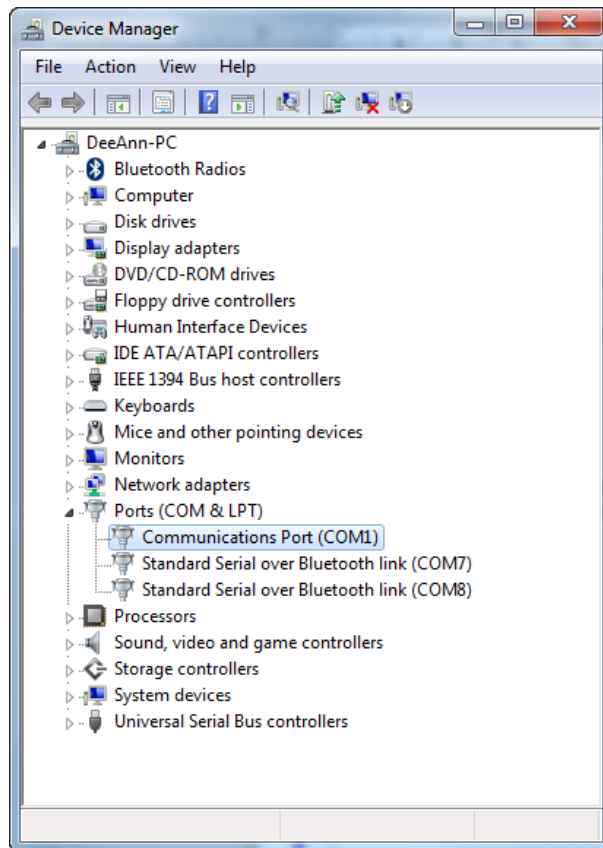 Device Manager
File Action View Help
DeeAnn-PC
Bluetooth Radios
Computer
Disk drives
Display adapters
DVD/CD-ROM drives
Floppy drive controllers
Human Interface Devices
IDE ATA/ATAPI controllers
IEEE 1394 Bus host controllers
Keyboards
Mice and other pointing devices
Monitors
Network adapters
Ports (COM & LPT)
Communications Port (COM1)
Standard Serial over Bluetooth link (COM7)
Standard Serial over Bluetooth link (COM8)
Processors
Sound, video and game controllers
Storage controllers
System devices
Universal Serial Bus controllers